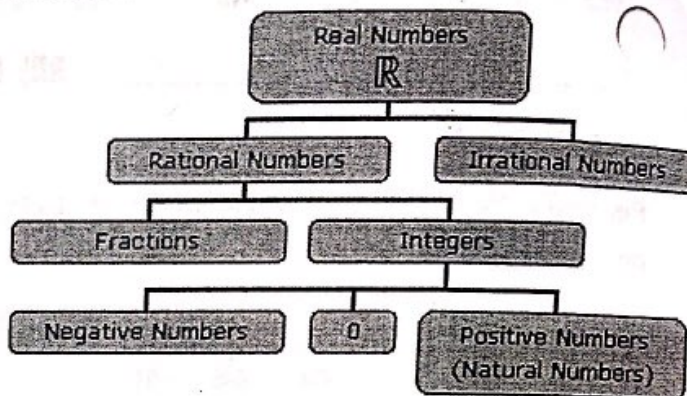 Real Numbers
ℝ
Rational Numbers
Irrational Numbers
Fractions
Integers
Negative Numbers
0
Positive Numbers
(Natural Numbers)